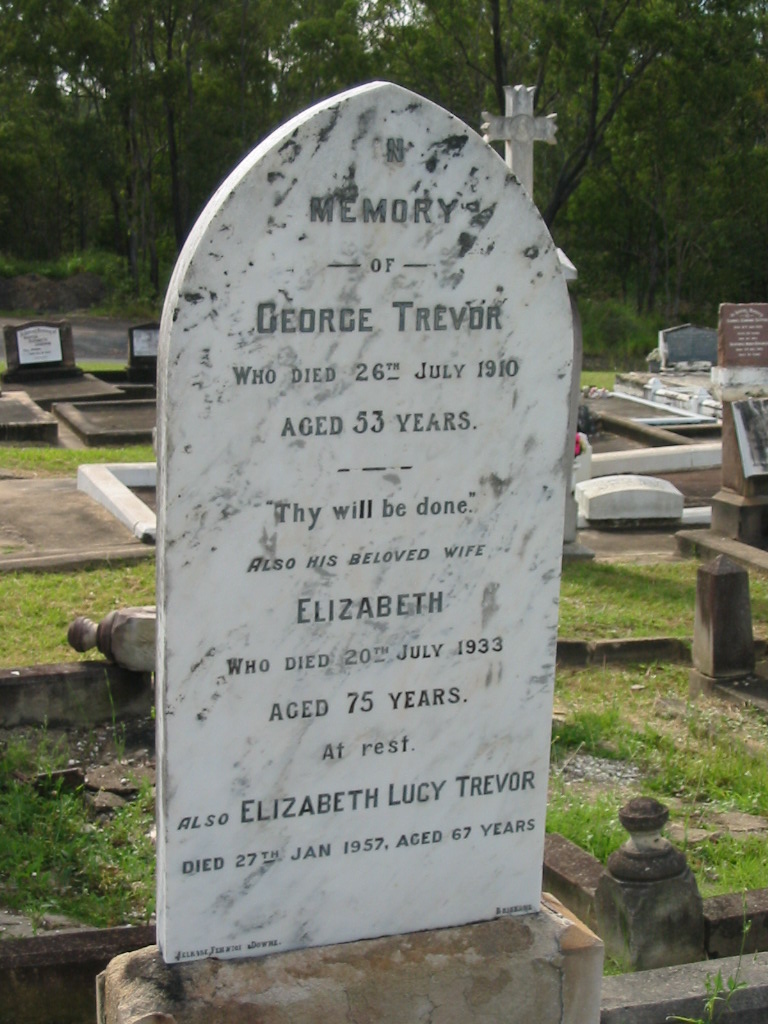 IN
MEMORY
OF
GEORGE TREVOR
WHO DIED 26TH JULY 1910
AGED 53 YEARS.
"Thy will be done."
ALSO HIS BELOVED WIFE
ELIZABETH
WHO DIED 20TH JULY 1933
AGED 75 YEARS.
At rest.
ALSO ELIZABETH LUCY TREVOR
DIED 27TH JAN 1957, AGED 67 YEARS
BRISBANE